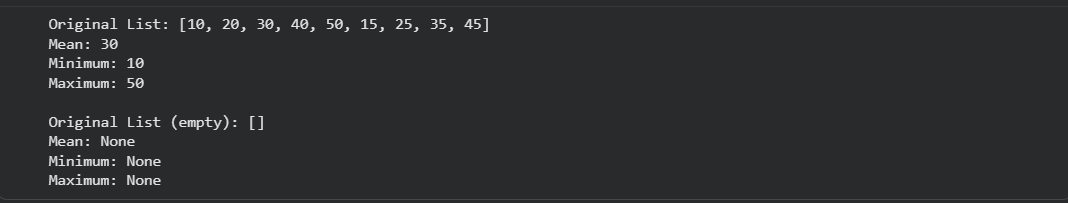 Original List: [10, 20, 30, 40, 50, 15, 25, 35, 45]
Mean: 30
Minimum: 10
Maximum: 50
Original List (empty): []
Mean: None
Minimum: None
Maximum: None